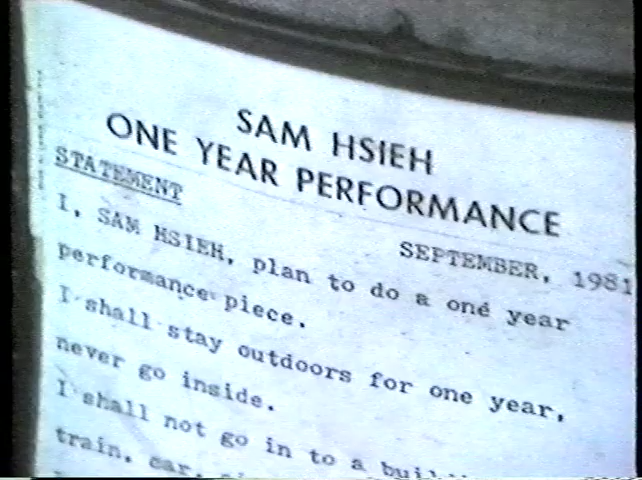 SAM HSIEH
ONE YEAR PERFORMANCE
STATEMENT
SEPTEMBER, 1981
I, SAM HSIEH, plan to do a one year
performance piece.
I shall stay outdoors for one year,
never go inside.
I shall not go in to a
train, car,